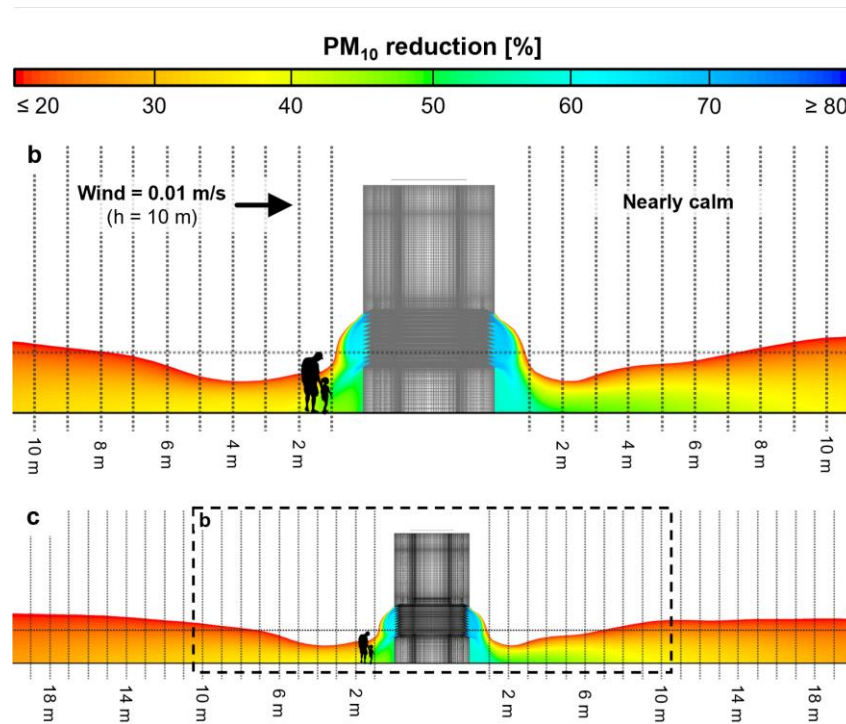 PM₁₀ reduction [%]
≤ 20 30 40 50 60 70 ≥ 80
b
Wind = 0.01 m/s
(h = 10 m)
Nearly calm
10 m 8 m 6 m 4 m 2 m 2 m 4 m 6 m 8 m 10 m
c
b
18 m 14 m 10 m 6 m 2 m 2 m 6 m 10 m 14 m 18 m